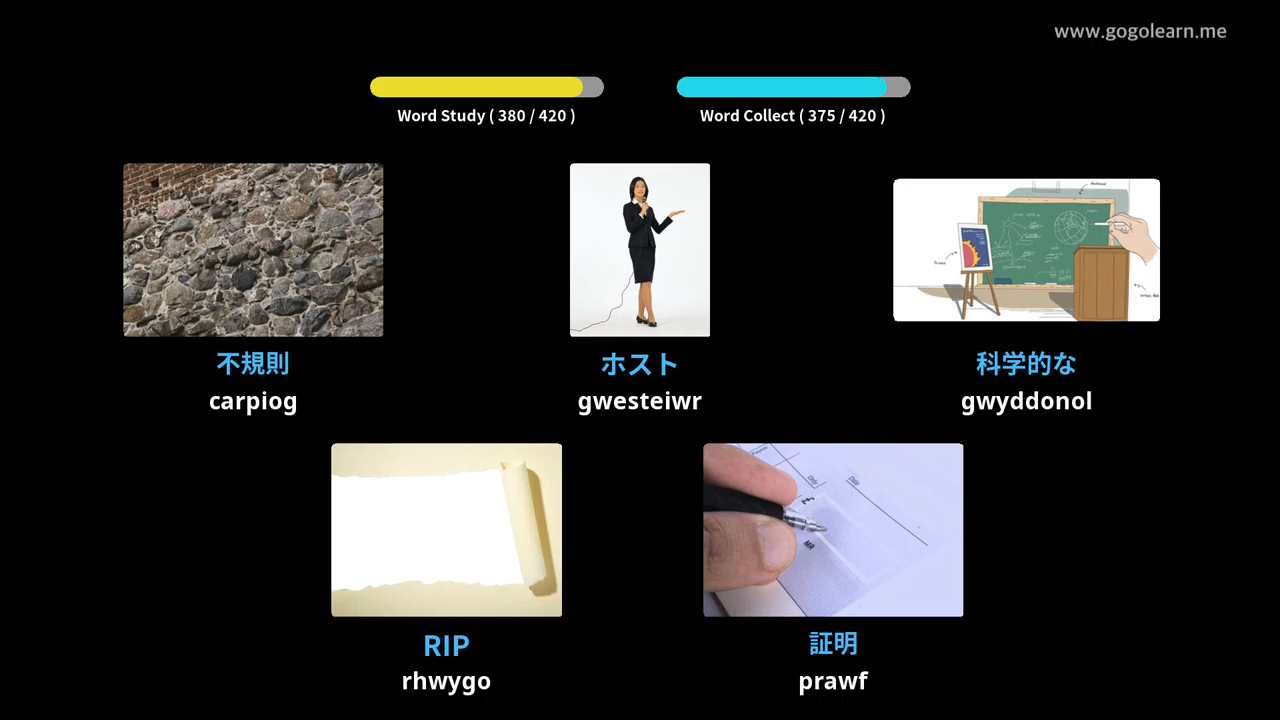 www.gogolearn.me
Word Study ( 380 / 420 )
Word Collect ( 375 / 420 )
不規則
carpiog
ホスト
gwesteiwr
科学的な
gwyddonol
RIP
rhwygo
証明
prawf